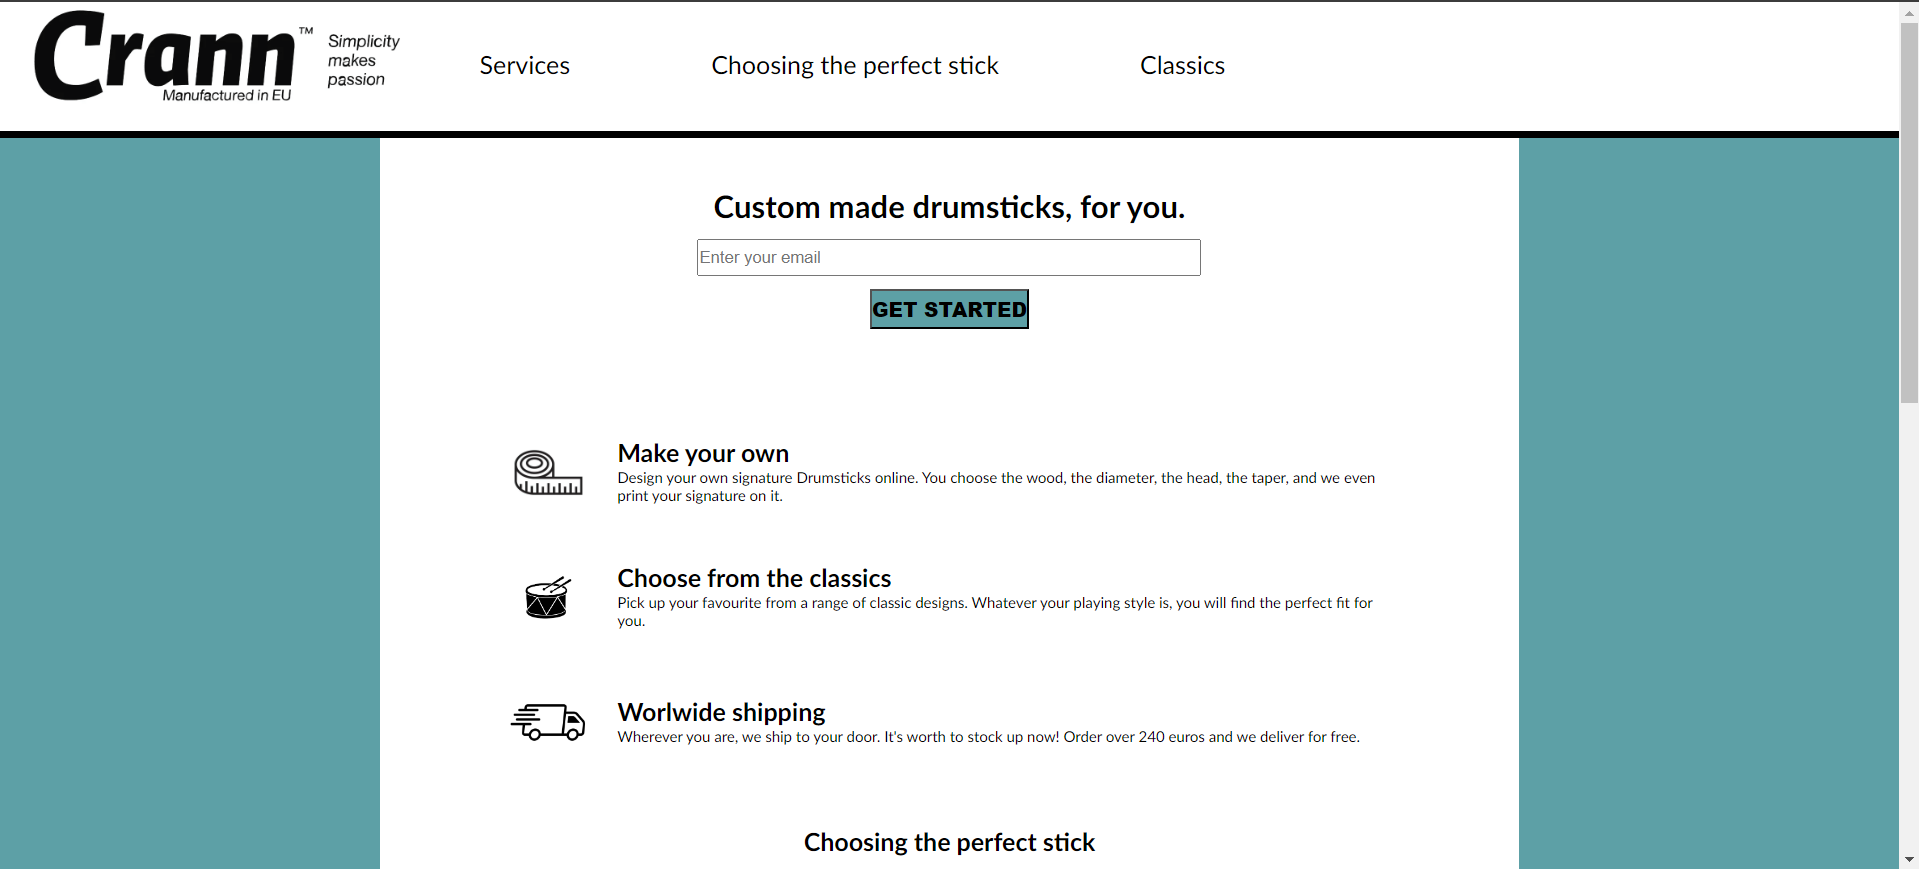 Crann™
Manufactured in EU
Simplicity
makes
passion
Services
Choosing the perfect stick
Classics
Custom made drumsticks, for you.
Enter your email
GET STARTED
Make your own
Design your own signature Drumsticks online. You choose the wood, the diameter, the head, the taper, and we even
print your signature on it.
Choose from the classics
Pick up your favourite from a range of classic designs. Whatever your playing style is, you will find the perfect fit for
you.
Worlwide shipping
Wherever you are, we ship to your door. It's worth to stock up now! Order over 240 euros and we deliver for free.
Choosing the perfect stick